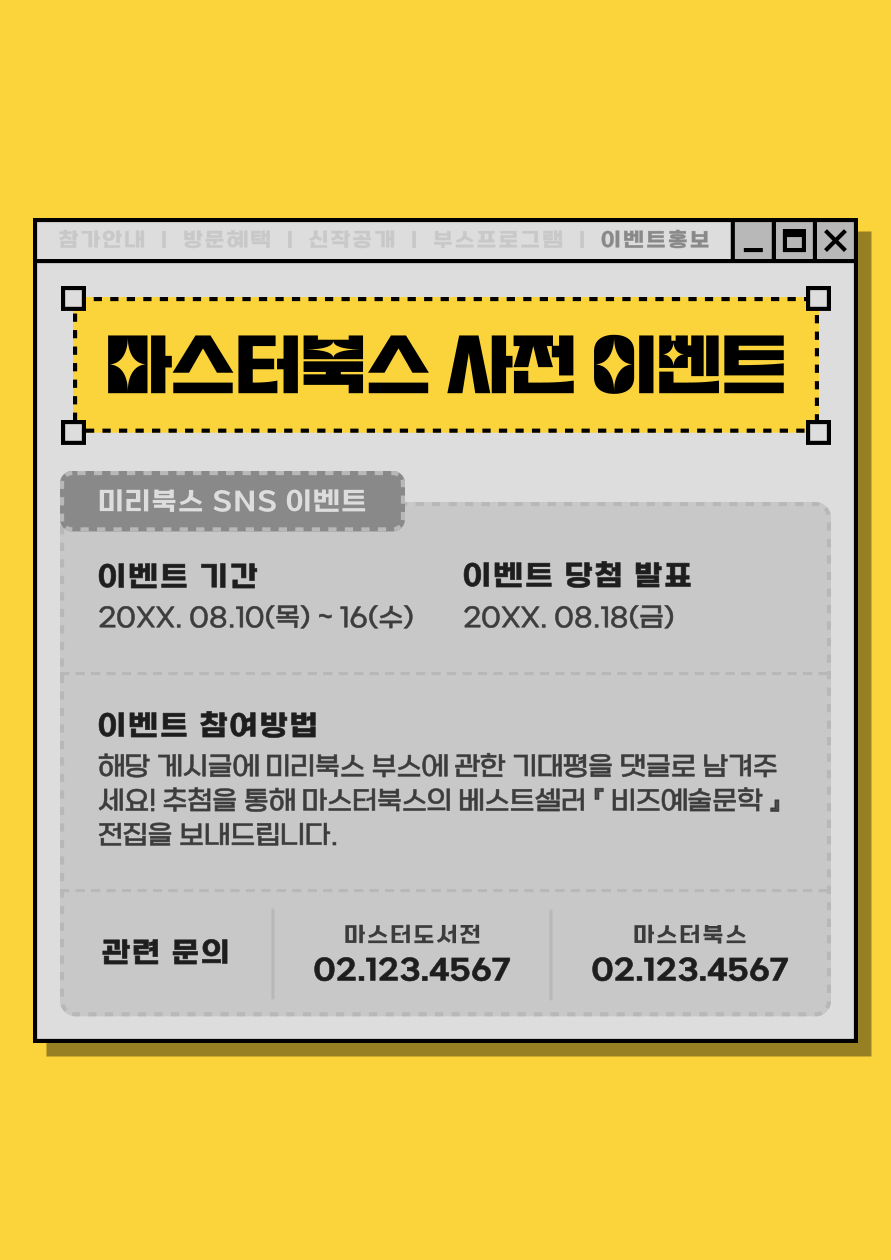 참가안내 | 방문혜택 | 신작공개 | 부스프로그램 | 이벤트홍보
마스터북스 사전 이벤트
미리북스 SNS 이벤트
이벤트 기간
20XX. 08.10(목) ~ 16(수)
이벤트 당첨 발표
20XX. 08.18(금)
이벤트 참여방법
해당 게시글에 미리북스 부스에 관한 기대평을 댓글로 남겨주
세요! 추첨을 통해 마스터북스의 베스트셀러 『 비즈예술문학 』
전집을 보내드립니다.
관련 문의
마스터도서전
02.123.4567
마스터북스
02.123.4567